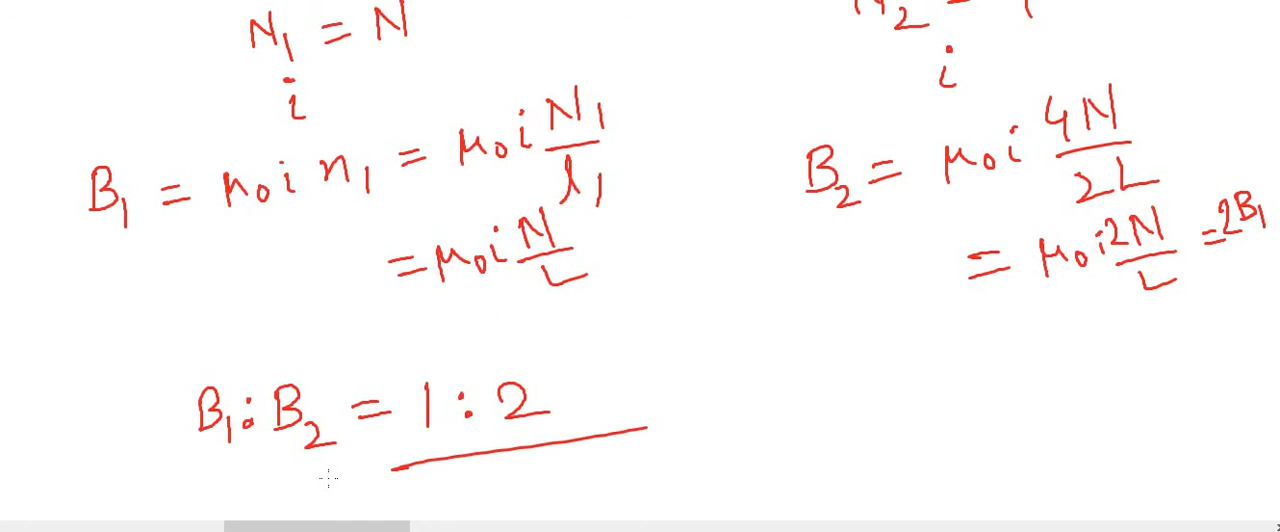 N₁ = N
i
i
B₁ = μ₀ i n₁ = μ₀ i N₁/l₁
= μ₀ i N/L
B₂ = μ₀ i 4N/2L
= μ₀ i 2N/L = 2B₁
B₁ : B₂ = 1 : 2